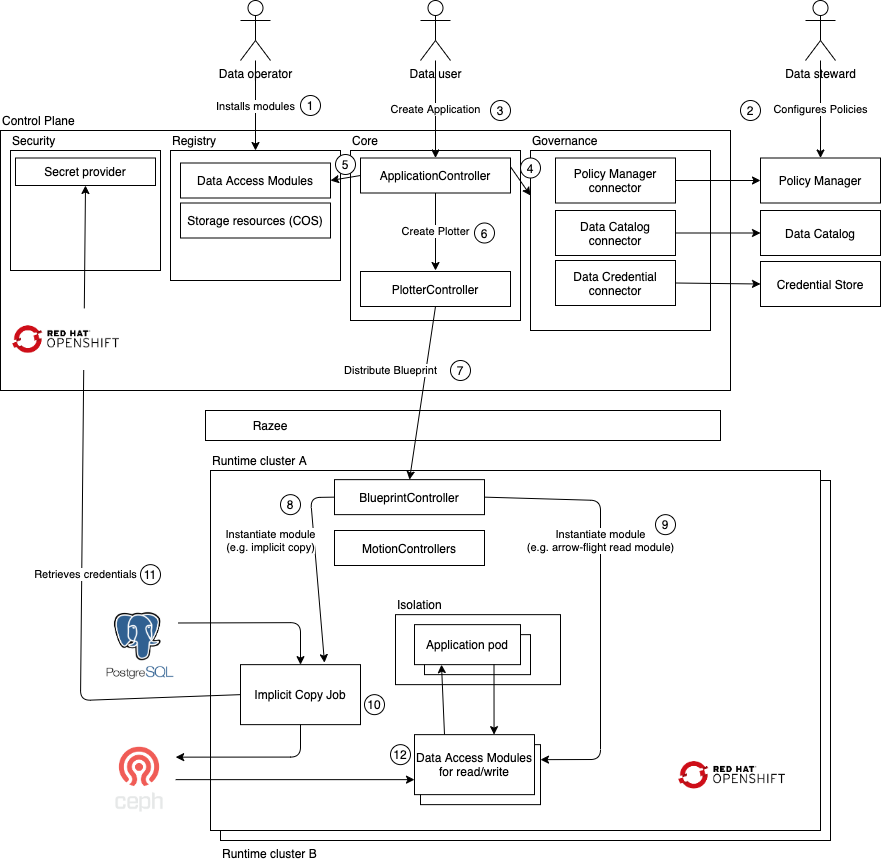 Data operator
Data user
Data steward
Installs modules 1
Create Application 3
2 Configures Policies
Control Plane
Security
Registry
Core
Governance
Secret provider
Data Access Modules
5
ApplicationController
4
Policy Manager
connector
Policy Manager
Storage resources (COS)
Create Plotter 6
Data Catalog
connector
Data Catalog
PlotterController
Data Credential
connector
Credential Store
RED HAT
OPENSHIFT
Distribute Blueprint 7
Razee
Runtime cluster A
BlueprintController
8
Instantiate module
(e.g. implicit copy)
9
Instantiate module
(e.g. arrow-flight read module)
MotionControllers
Retrieves credentials 11
Isolation
Application pod
PostgreSQL
Implicit Copy Job
10
12
Data Access Modules
for read/write
ceph
RED HAT
OPENSHIFT
Runtime cluster B